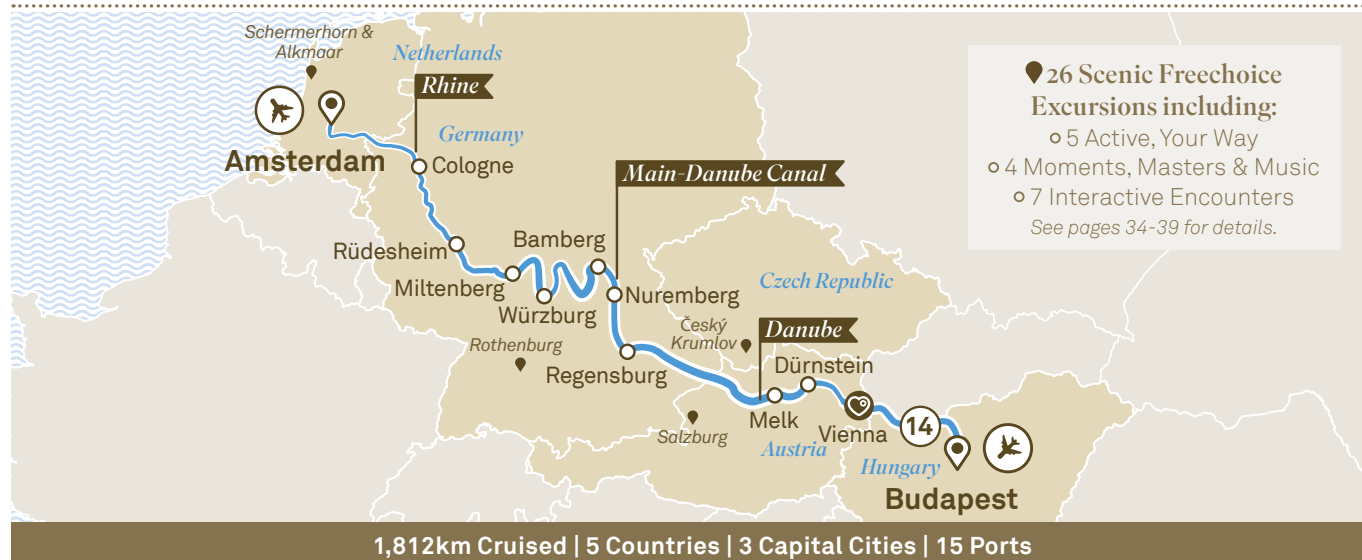 Schermerhorn &
Alkmaar
Netherlands
Rhine
Germany
Amsterdam
Cologne
Main-Danube Canal
Rüdesheim
Bamberg
Miltenberg
Würzburg
Nuremberg
Czech Republic
Rothenburg
Český
Krumlov
Danube
Regensburg
Dürnstein
Salzburg
Melk
Vienna
14
Austria
Hungary
Budapest
26 Scenic Freechoice
Excursions including:
5 Active, Your Way
4 Moments, Masters & Music
7 Interactive Encounters
See pages 34-39 for details.
1,812km Cruised | 5 Countries | 3 Capital Cities | 15 Ports